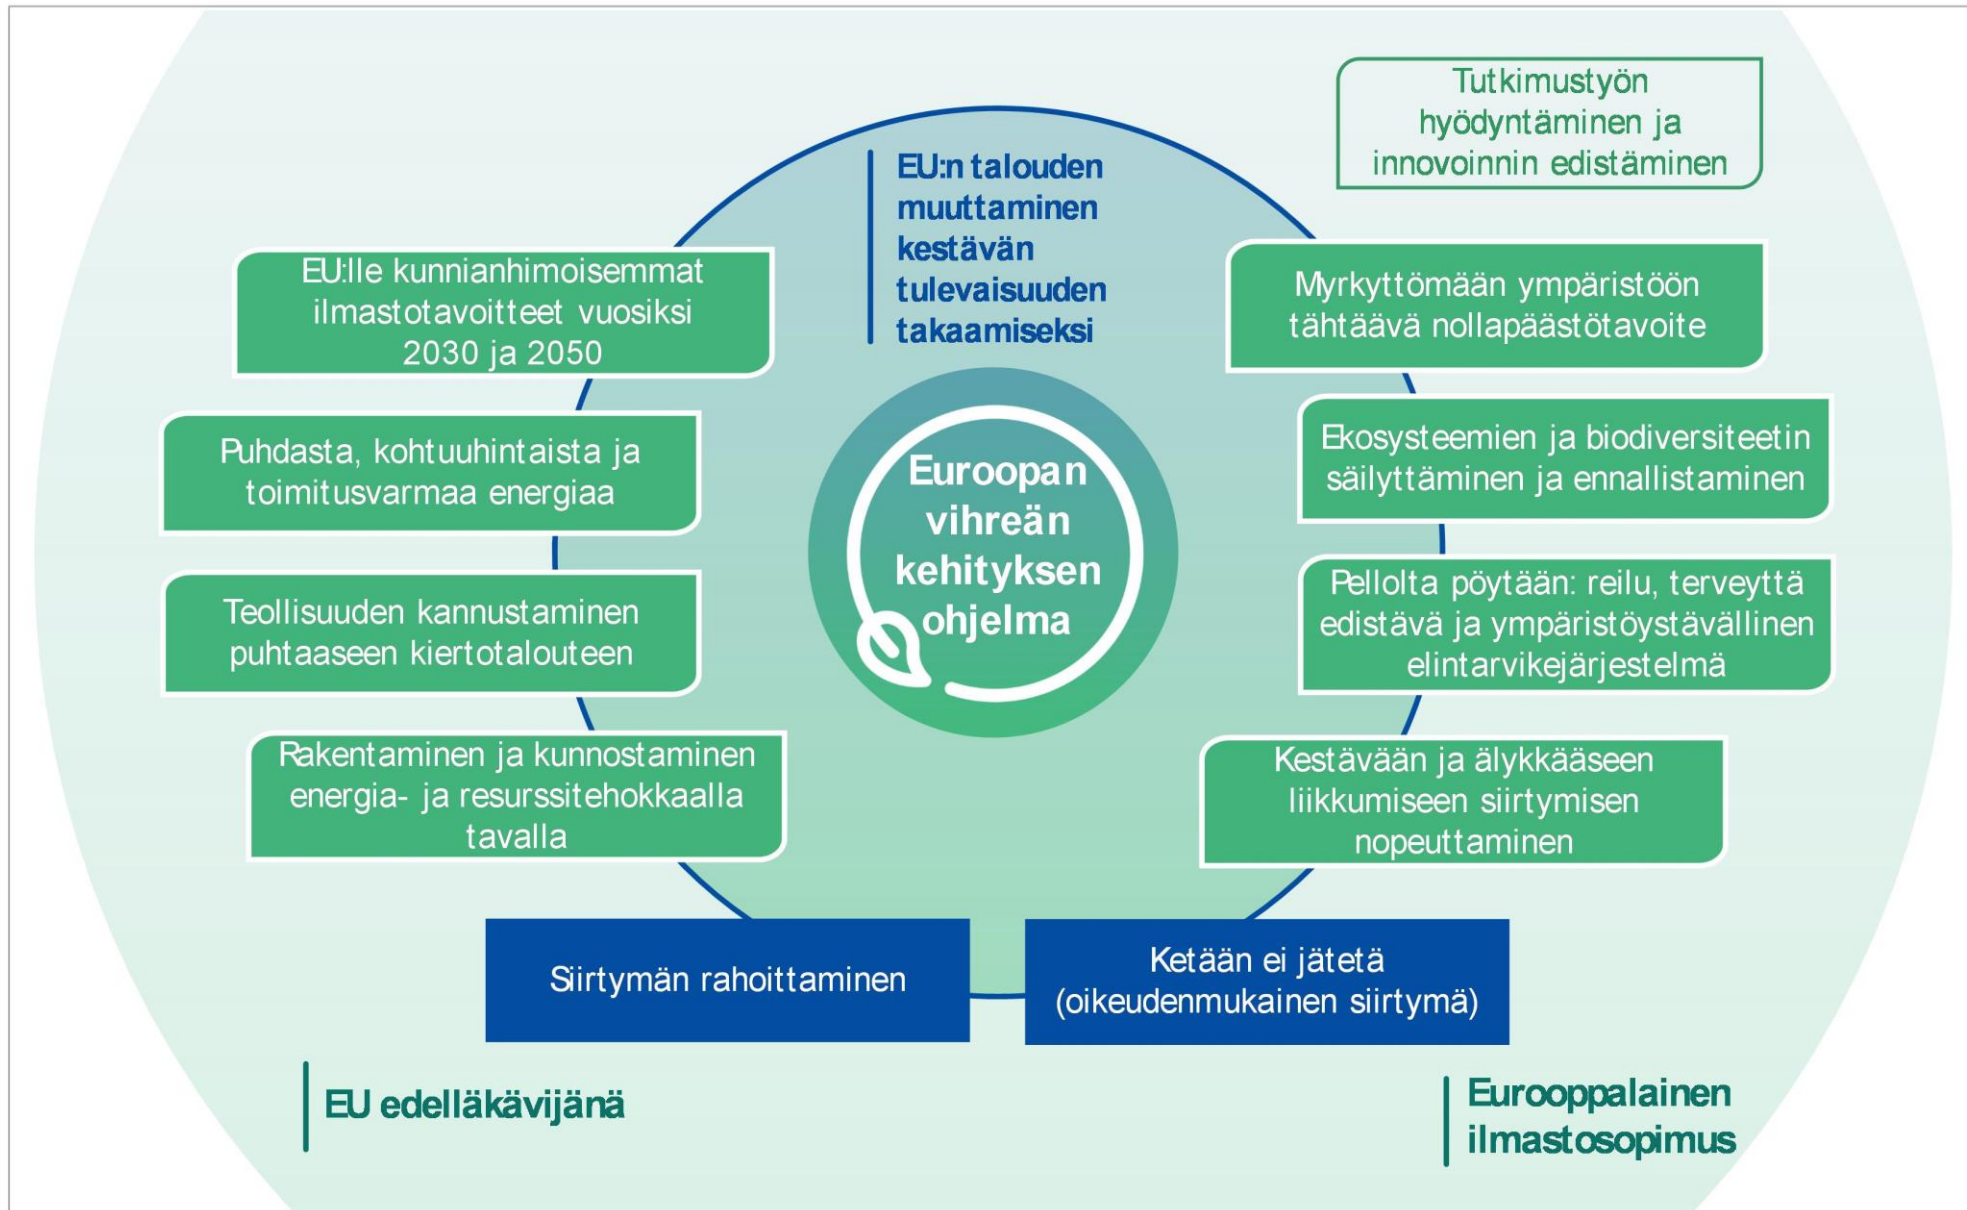 Tutkimustyön
hyödyntäminen ja
innovoinnin edistäminen
EU:n talouden
muuttaminen
kestävän
tulevaisuuden
takaamiseksi
EU:lle kunnianhimoisemmat
ilmastotavoitteet vuosiksi
2030 ja 2050
Puhdasta, kohtuuhintaista ja
toimitusvarmaa energiaa
Teollisuuden kannustaminen
puhtaaseen kiertotalouteen
Rakentaminen ja kunnostaminen
energia- ja resurssitehokkaalla
tavalla
Euroopan
vihreän
kehityksen
ohjelma
Myrkyttömään ympäristöön
tähtäävä nollapäästötavoite
Ekosysteemien ja biodiversiteetin
säilyttäminen ja ennallistaminen
Pellolta pöytään: reilu, terveyttä
edistävä ja ympäristöystävällinen
elintarvikejärjestelmä
Kestävään ja älykkääseen
liikkumiseen siirtymisen
nopeuttaminen
Siirtymän rahoittaminen
Ketään ei jätetä
(oikeudenmukainen siirtymä)
EU edelläkävijänä
Eurooppalainen
ilmastosopimus